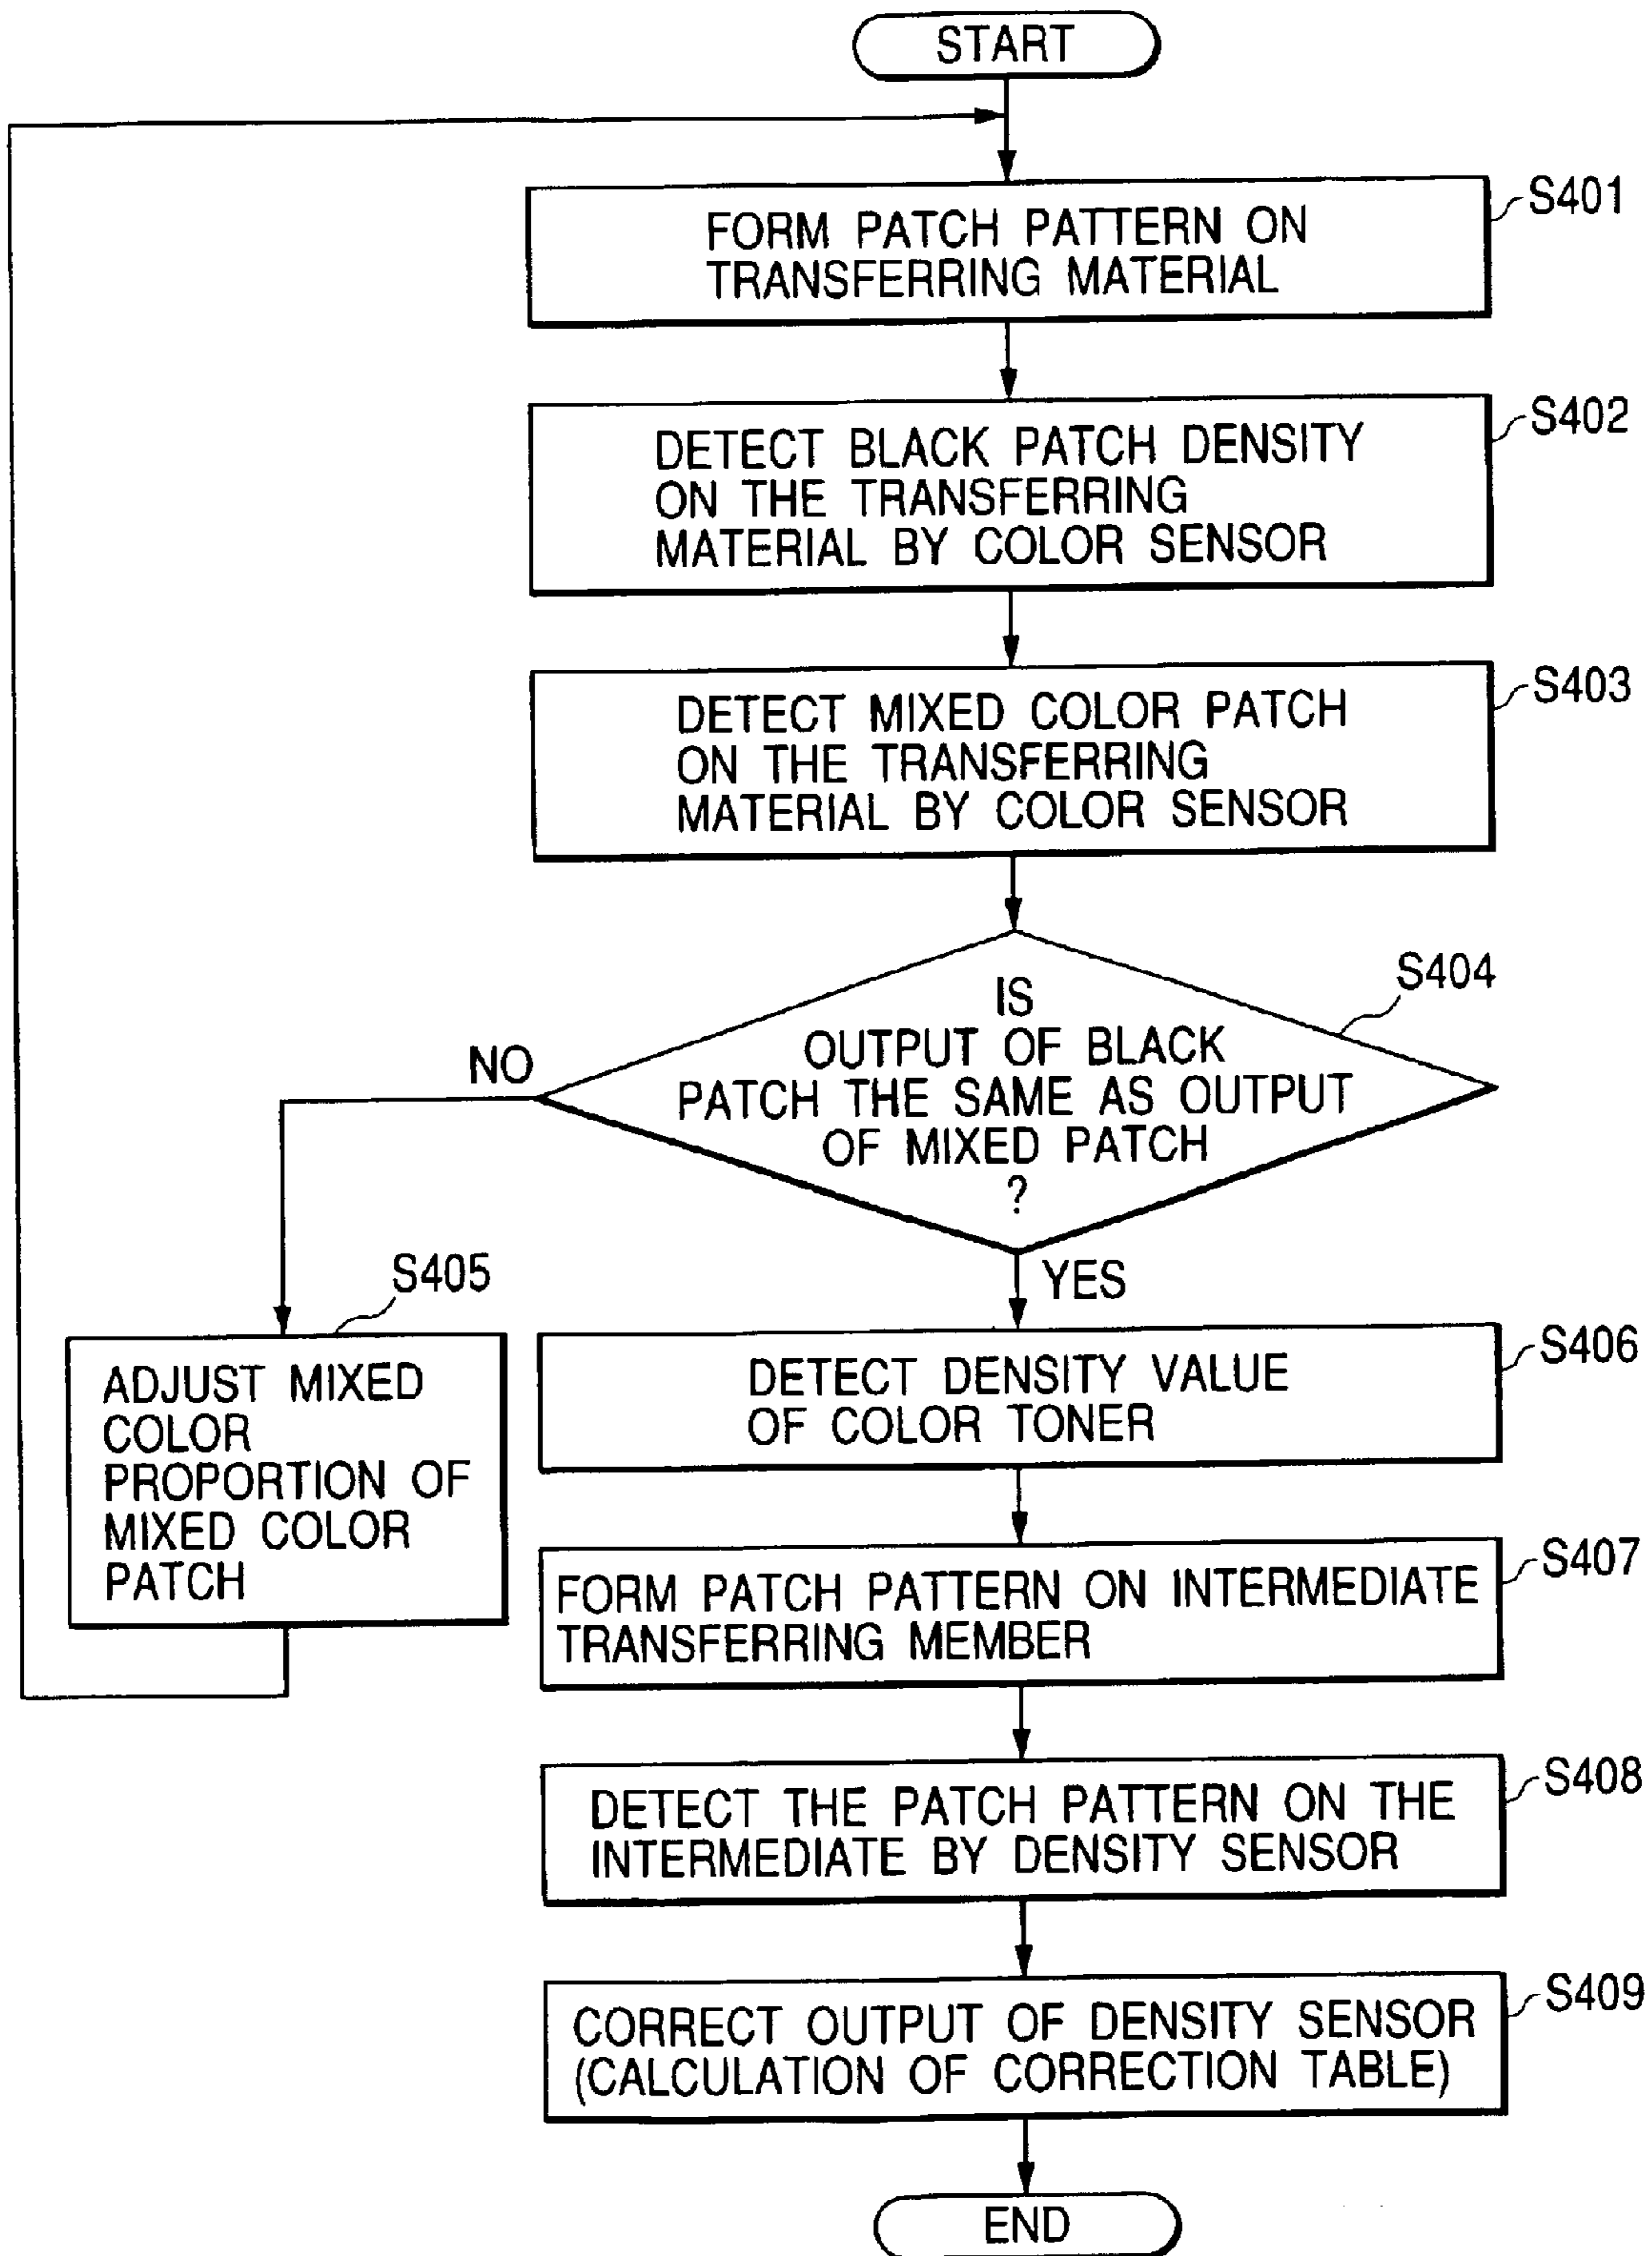 START
S401
FORM PATCH PATTERN ON
TRANSFERRING MATERIAL
S402
DETECT BLACK PATCH DENSITY
ON THE TRANSFERRING
MATERIAL BY COLOR SENSOR
S403
DETECT MIXED COLOR PATCH
ON THE TRANSFERRING
MATERIAL BY COLOR SENSOR
S404
IS
OUTPUT OF BLACK
PATCH THE SAME AS OUTPUT
OF MIXED PATCH
?
NO
YES
S405
ADJUST MIXED
COLOR
PROPORTION OF
MIXED COLOR
PATCH
S406
DETECT DENSITY VALUE
OF COLOR TONER
S407
FORM PATCH PATTERN ON INTERMEDIATE
TRANSFERRING MEMBER
S408
DETECT THE PATCH PATTERN ON THE
INTERMEDIATE BY DENSITY SENSOR
S409
CORRECT OUTPUT OF DENSITY SENSOR
(CALCULATION OF CORRECTION TABLE)
END